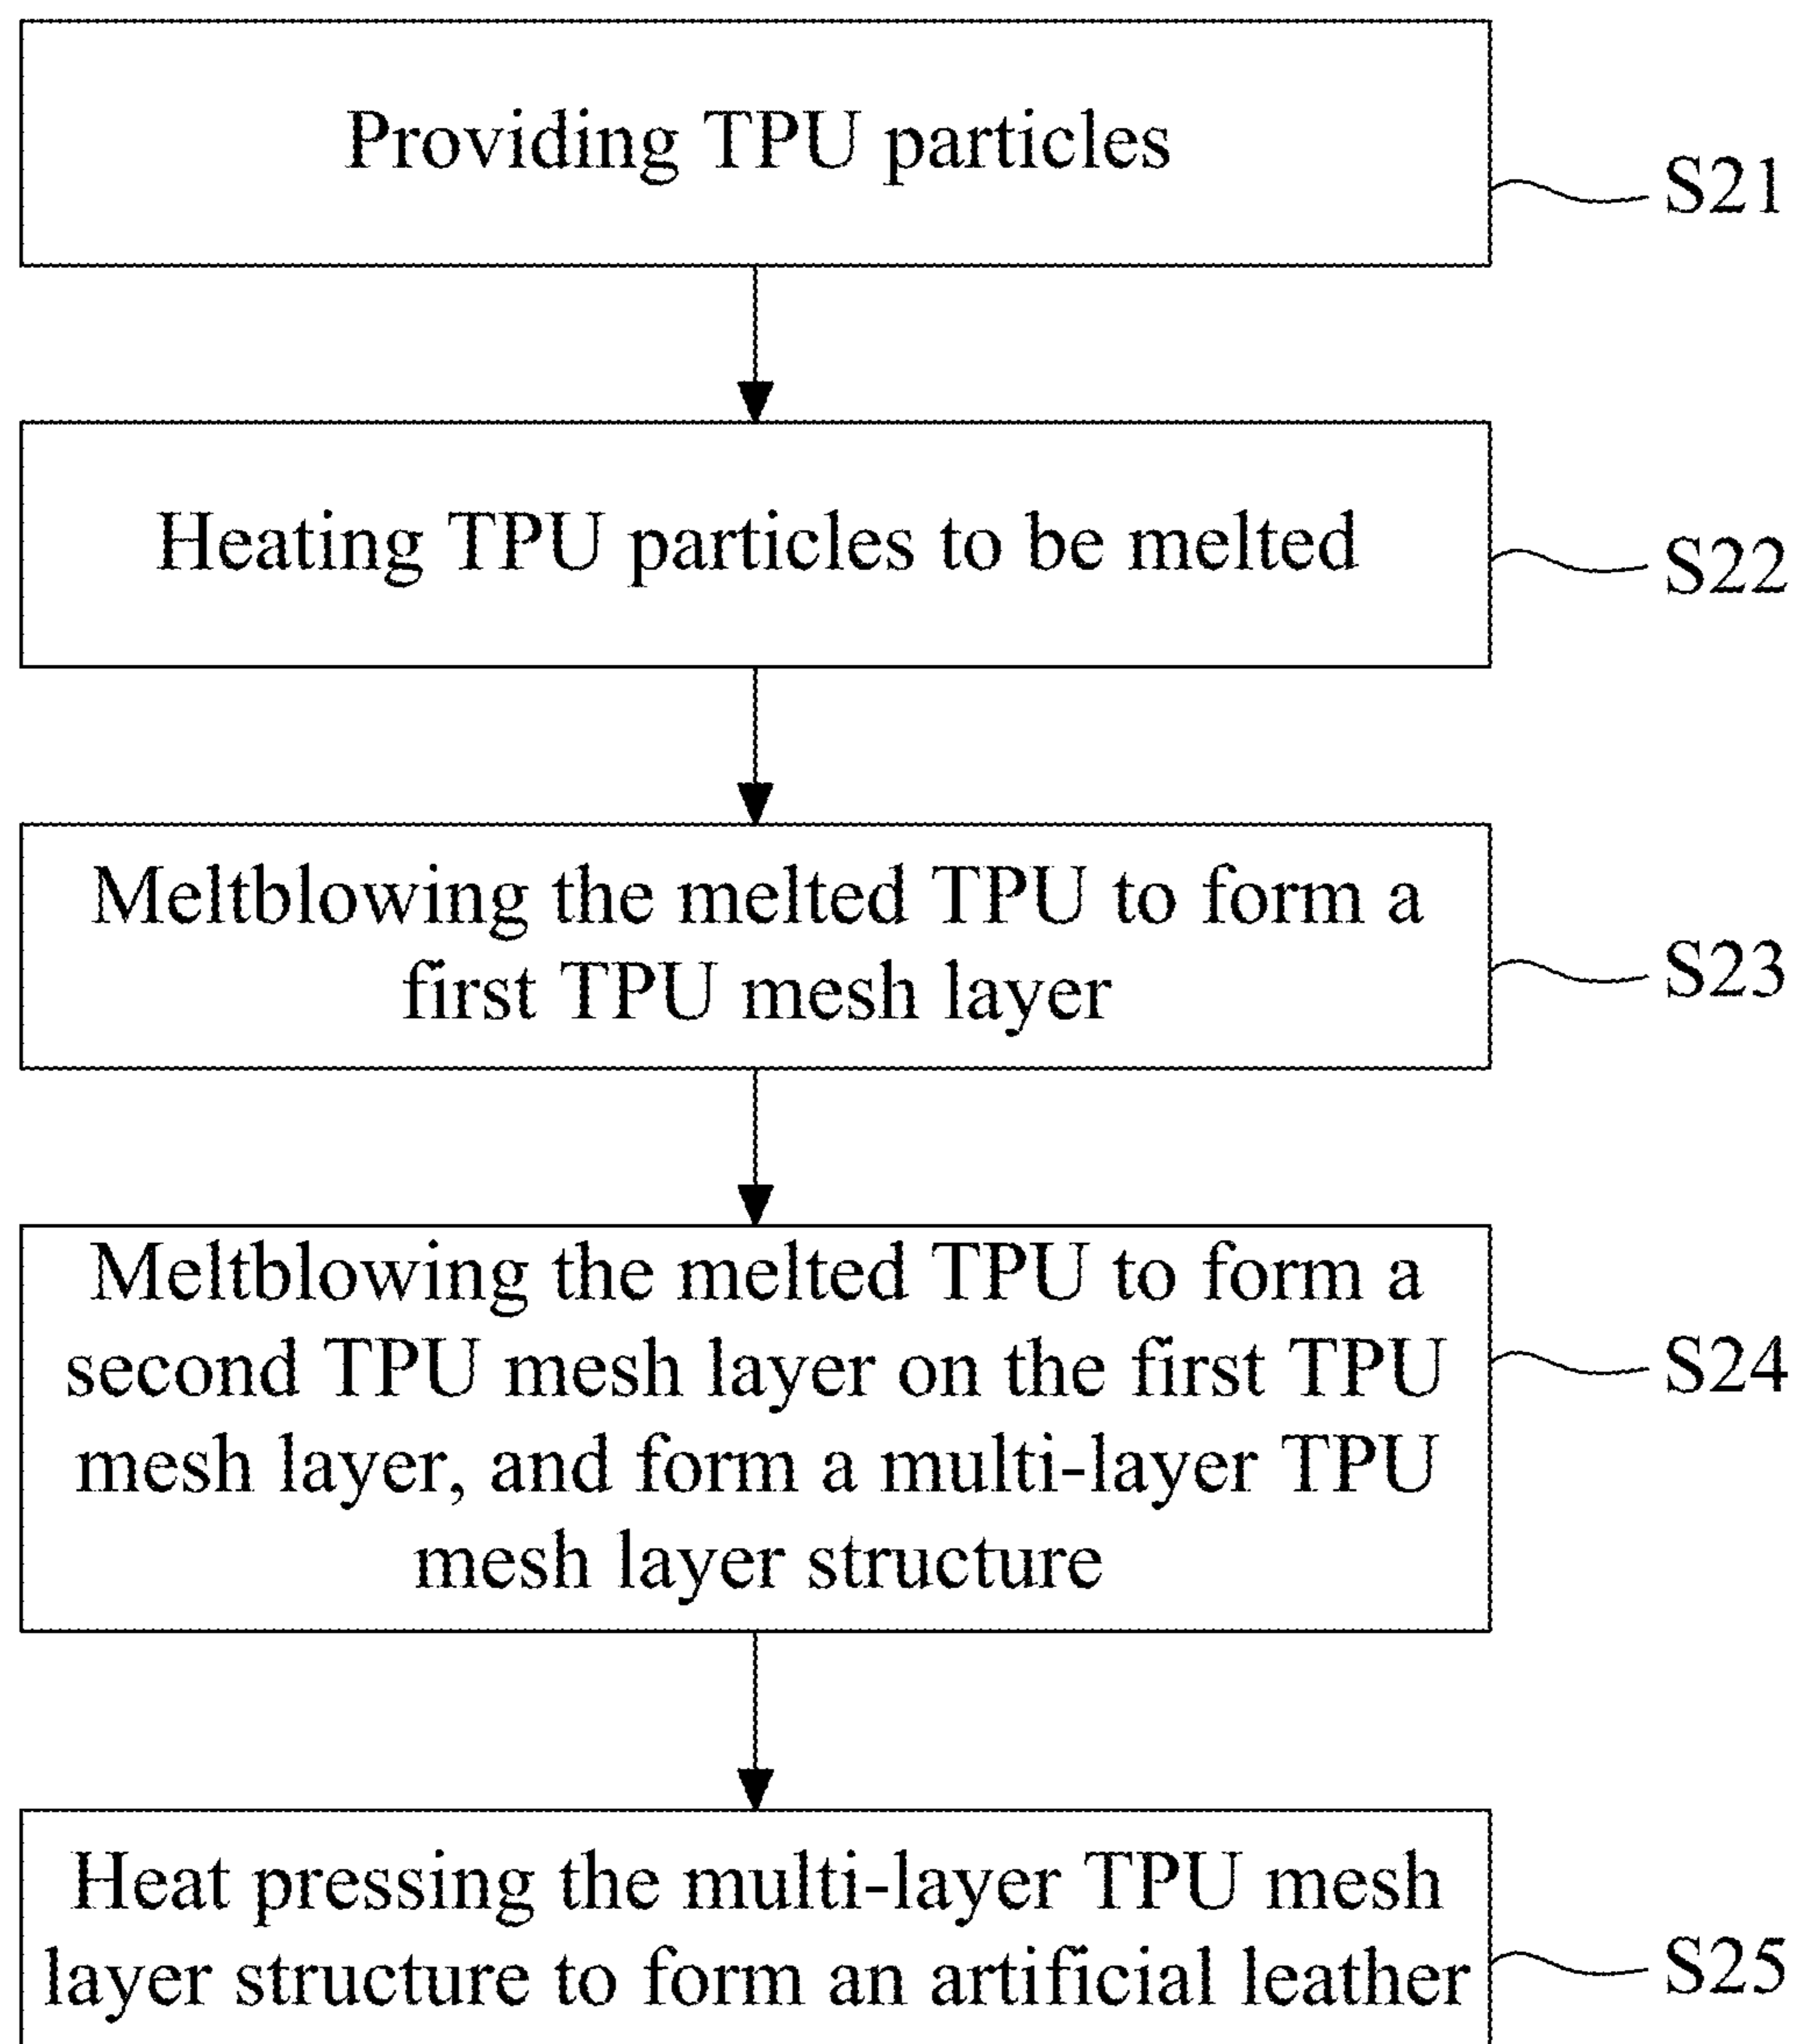 Providing TPU particles
S21
Heating TPU particles to be melted
S22
Meltblowing the melted TPU to form a
first TPU mesh layer
S23
Meltblowing the melted TPU to form a
second TPU mesh layer on the first TPU
mesh layer, and form a multi-layer TPU
mesh layer structure
S24
Heat pressing the multi-layer TPU mesh
layer structure to form an artificial leather
S25